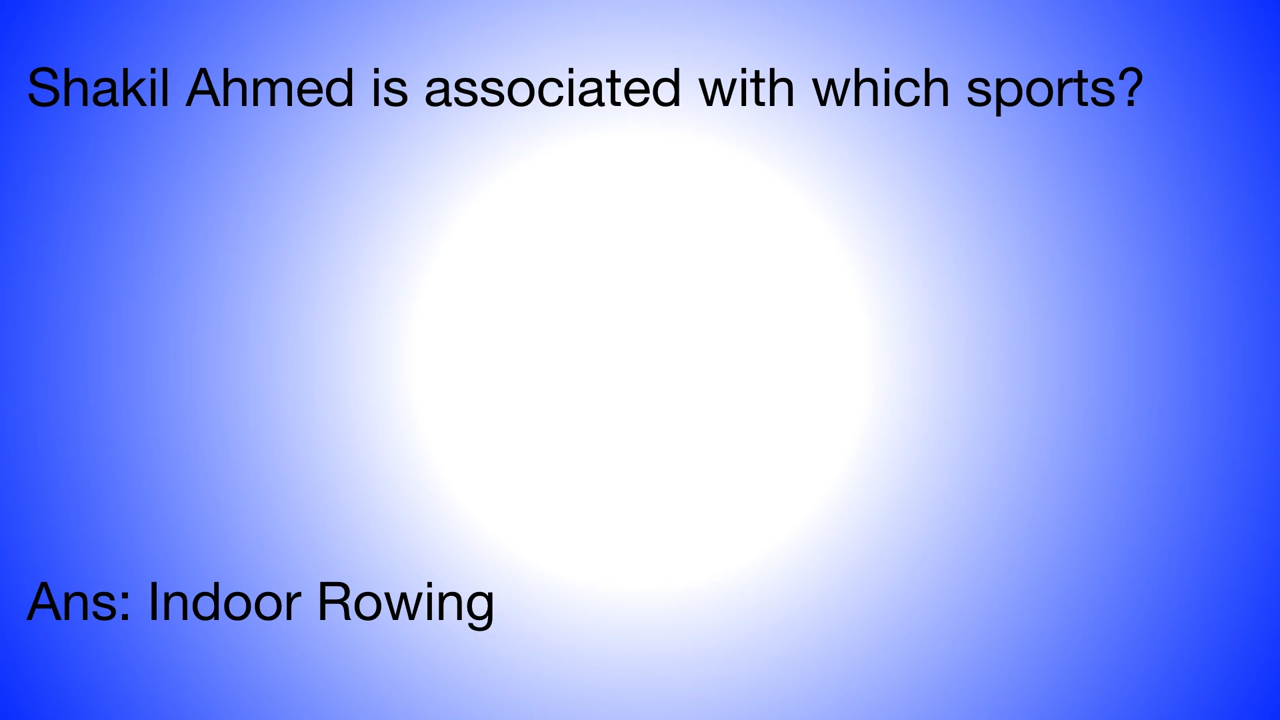 Shakil Ahmed is associated with which sports?
Ans: Indoor Rowing